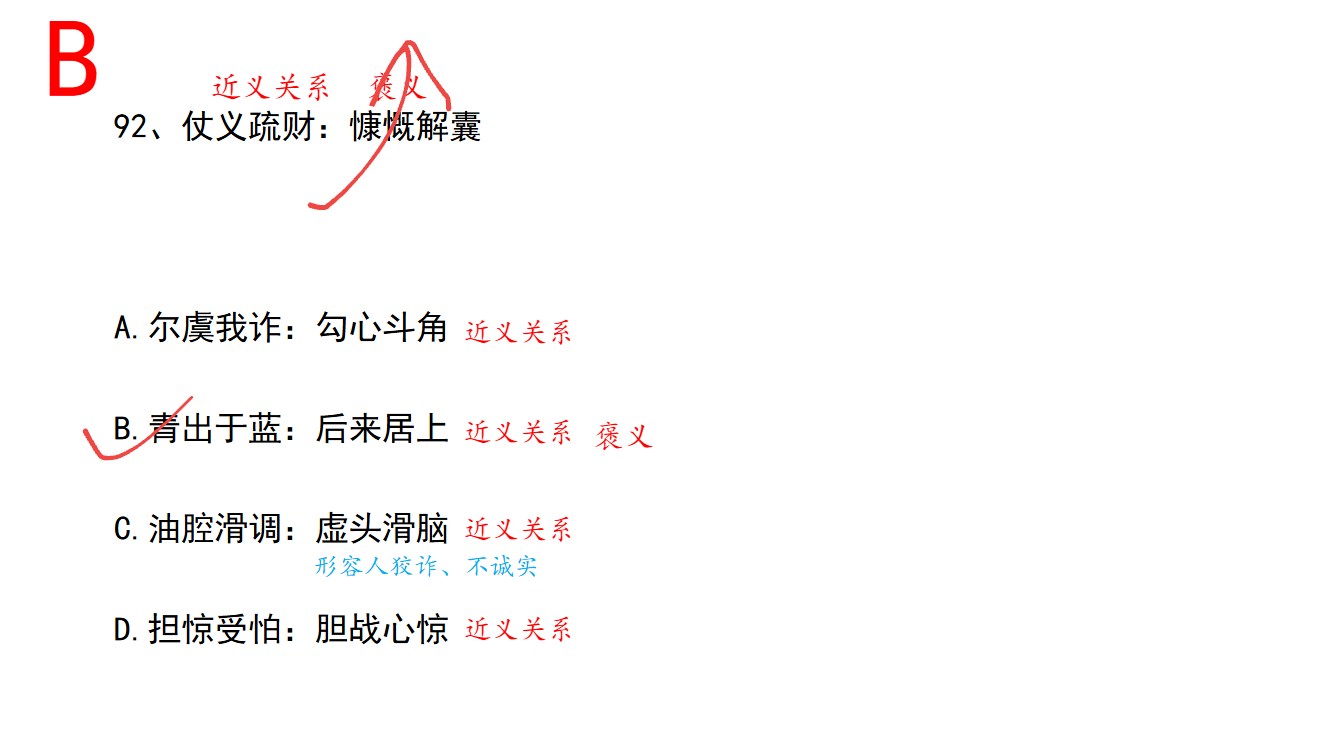 B
近义关系 褒义
92、仗义疏财：慷慨解囊
A.尔虞我诈：勾心斗角 近义关系
B.青出于蓝：后来居上 近义关系 褒义
C.油腔滑调：虚头滑脑 近义关系
形容人狡诈、不诚实
D.担惊受怕：胆战心惊 近义关系